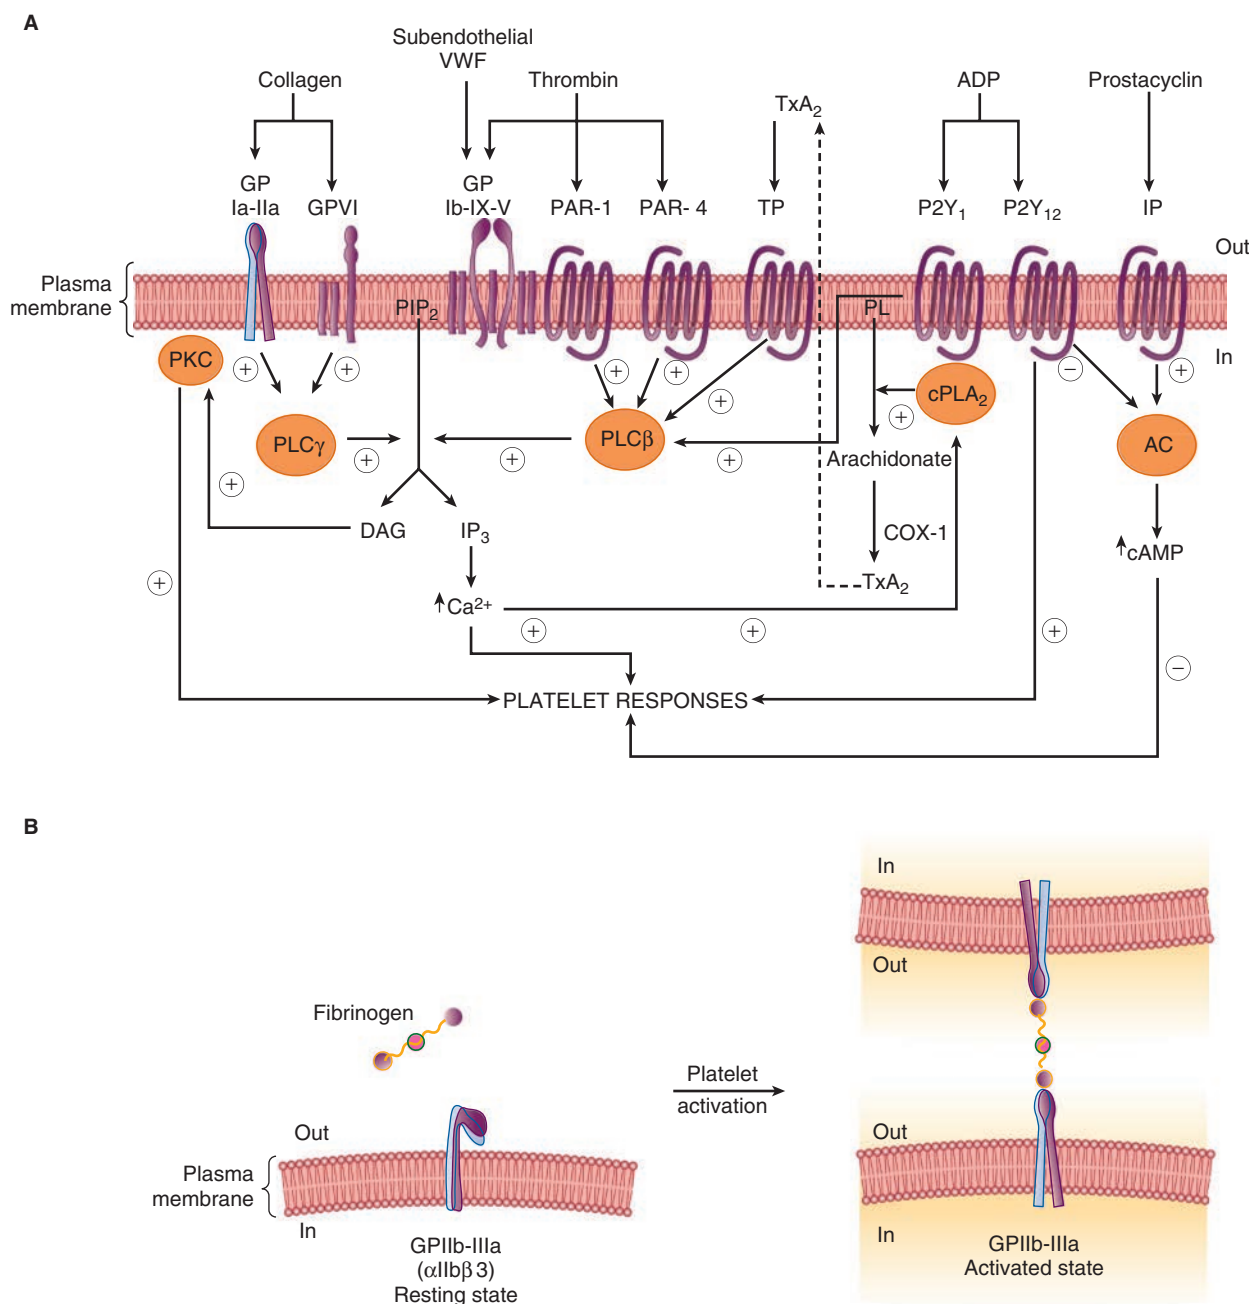 A
Subendothelial
VWF
Collagen
Thrombin
TxA2
ADP
Prostacyclin
GP
Ia-IIa
GPVI
GP
Ib-IX-V
PAR-1
PAR- 4
TP
P2Y1
P2Y12
IP
Out
Plasma
membrane
PIP2
PL
In
PKC
+
+
+
+
+
−
+
cPLA2
+
+
PLCγ
+
PLCβ
+
+
Arachidonate
AC
+
DAG
IP3
COX-1
↑cAMP
+
↑Ca2+
TxA2
+
+
+
−
PLATELET RESPONSES
B
In
Out
Fibrinogen
Platelet
activation
Out
Plasma
membrane
In
GPIIb-IIIa
(αIIbβ 3)
Resting state
Out
In
GPIIb-IIIa
Activated state